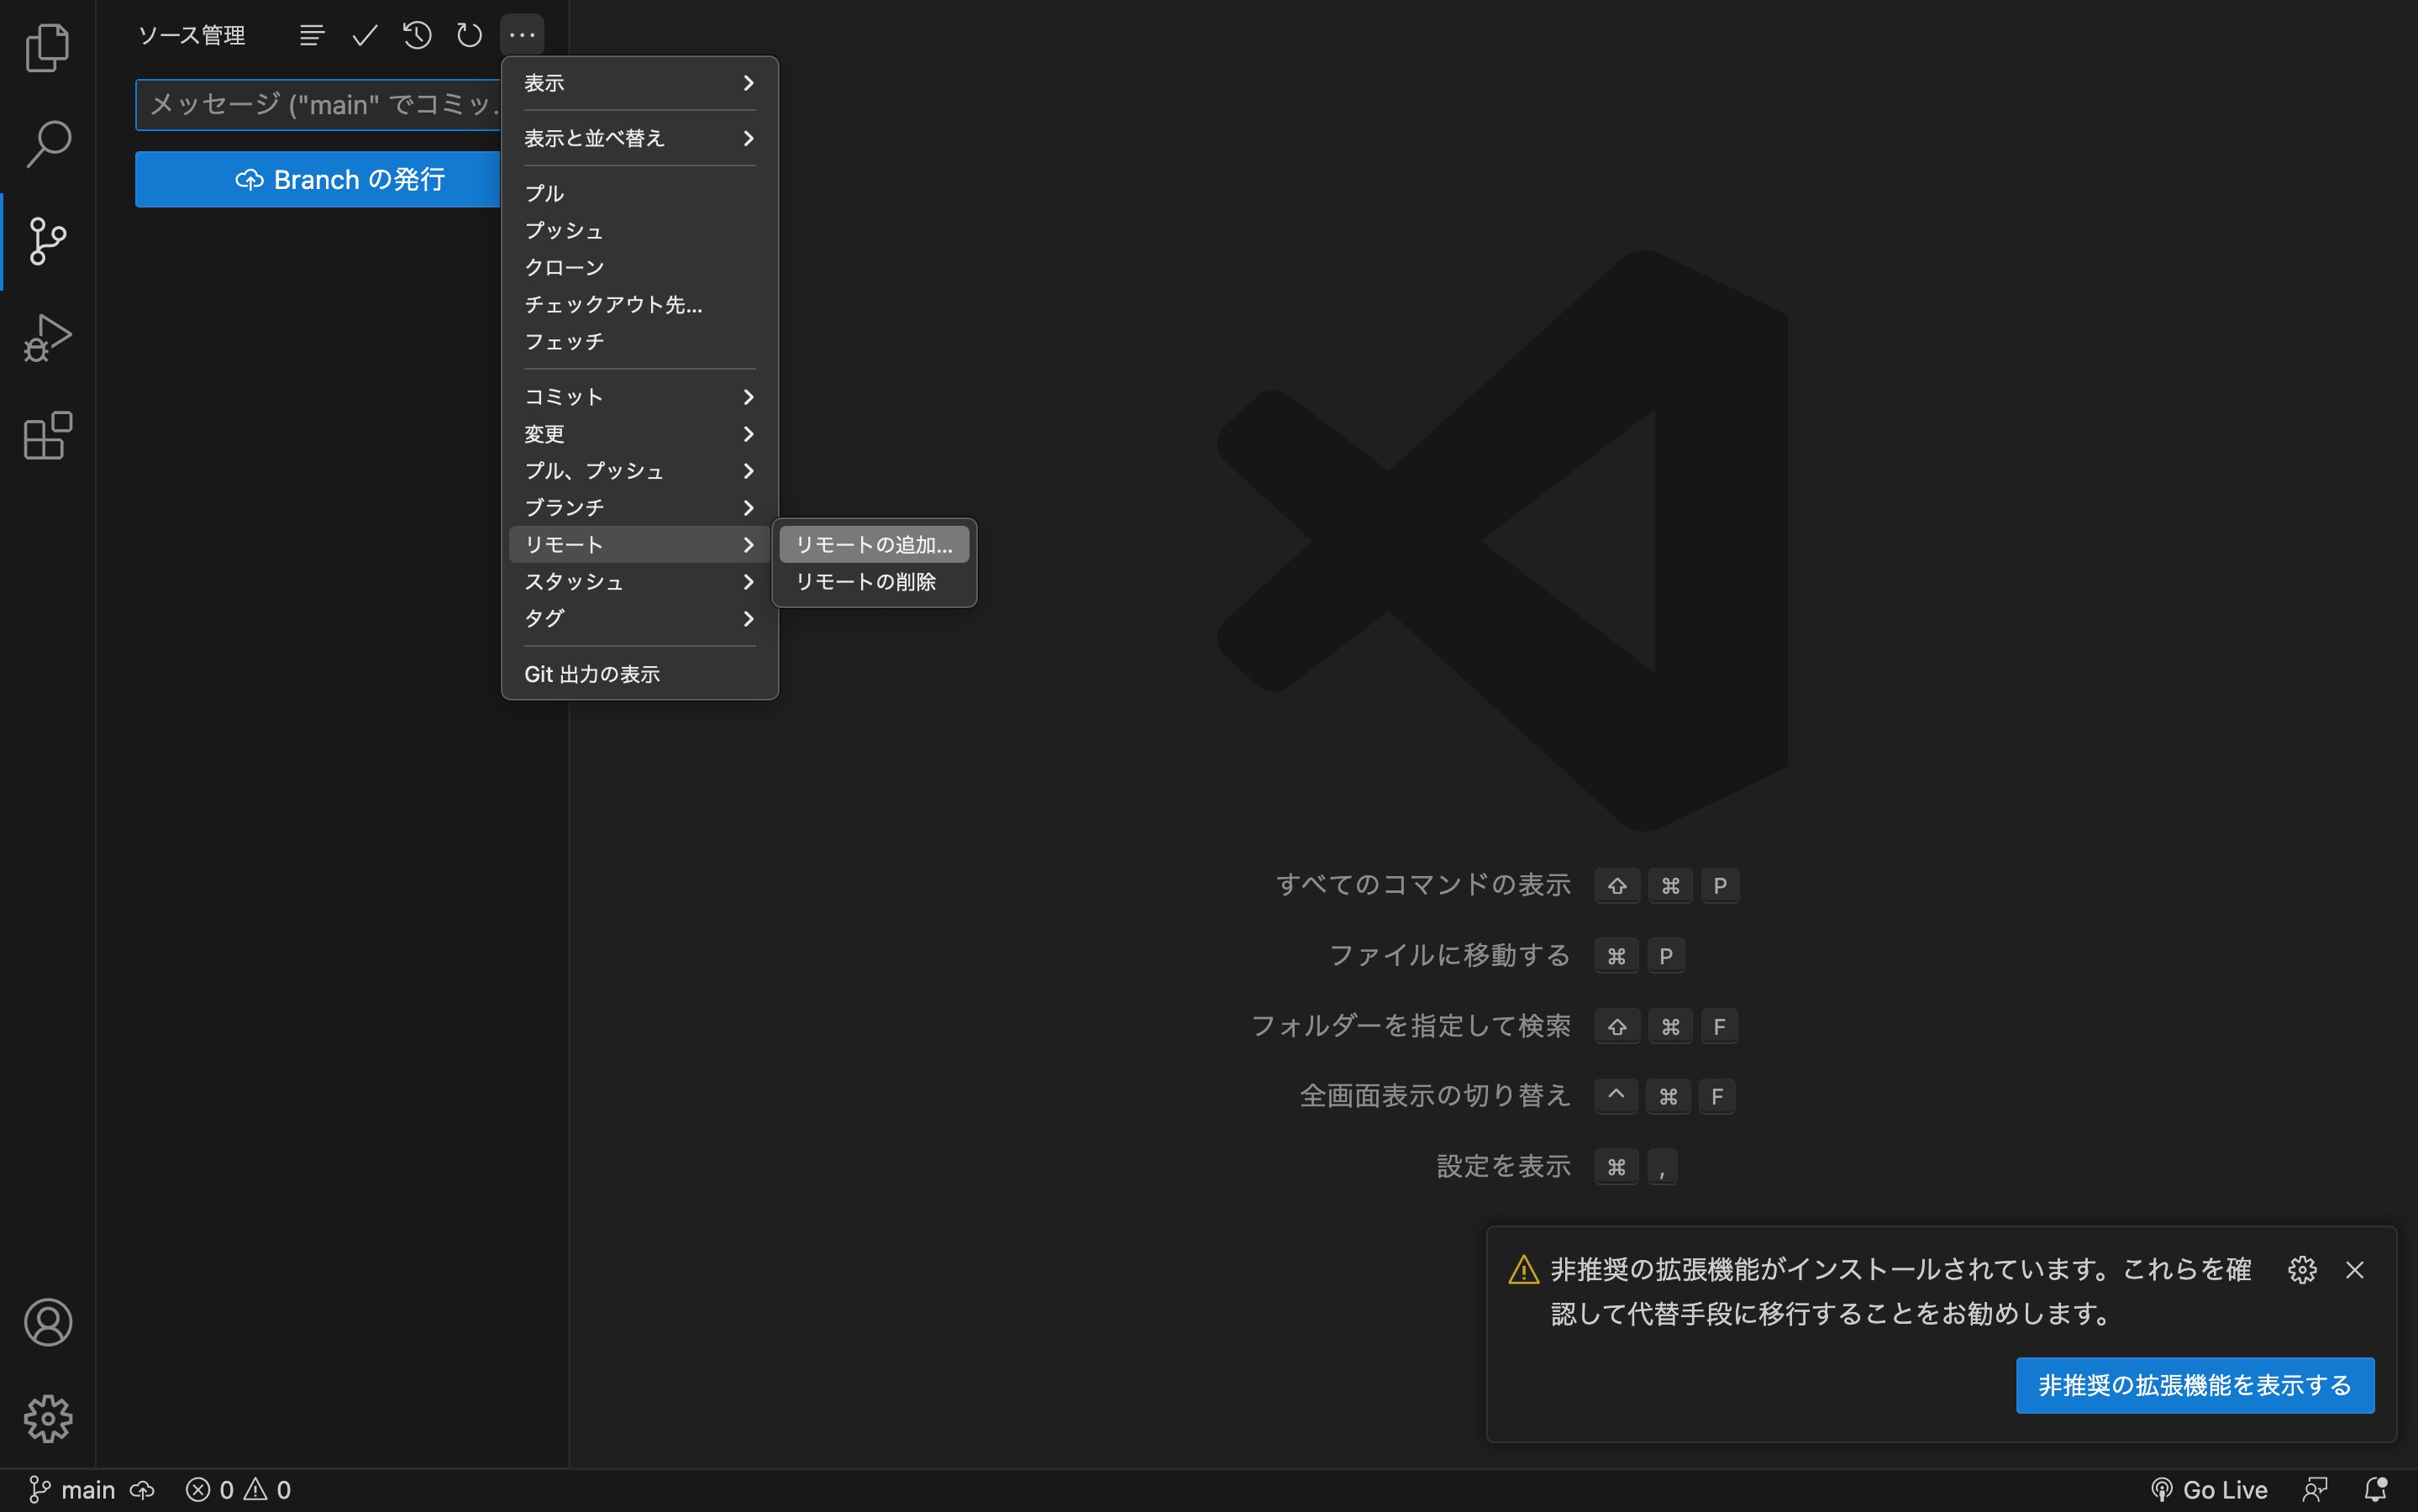 ソース管理
メッセージ ("main" でコミッ...
Branch の発行
表示
表示と並べ替え
プル
プッシュ
クローン
チェックアウト先...
フェッチ
コミット
変更
プル、プッシュ
ブランチ
リモート
リモートの追加...
リモートの削除
スタッシュ
タグ
Git 出力の表示
すべてのコマンドの表示 ⇧ ⌘ P
ファイルに移動する ⌘ P
フォルダーを指定して検索 ⇧ ⌘ F
全画面表示の切り替え ^ ⌘ F
設定を表示 ⌘ ,
非推奨の拡張機能がインストールされています。これらを確
認して代替手段に移行することをお勧めします。
非推奨の拡張機能を表示する
main 0 0 Go Live